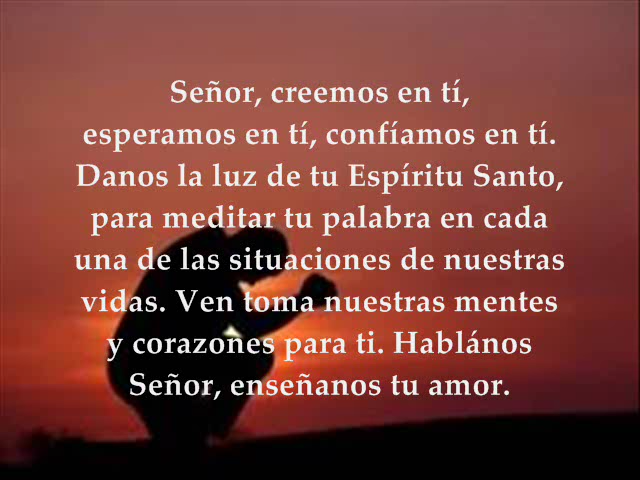 Señor, creemos en tí,
esperamos en tí, confíamos en tí.
Danos la luz de tu Espíritu Santo,
para meditar tu palabra en cada
una de las situaciones de nuestras
vidas. Ven toma nuestras mentes
y corazones para ti. Hablános
Señor, enseñanos tu amor.